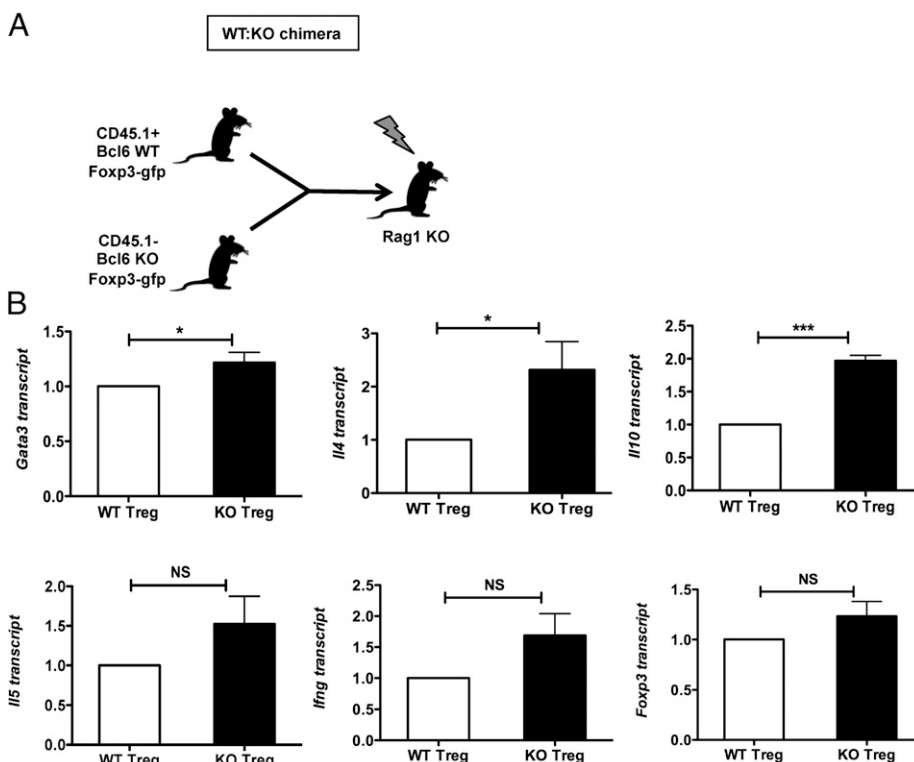 A
WT:KO chimera
CD45.1+
Bcl6 WT
Foxp3-gfp
Rag1 KO
CD45.1-
Bcl6 KO
Foxp3-gfp
B
Gata3 transcript
1.5
1.0
0.5
0.0
*
WT Treg
KO Treg
Il4 transcript
3
2
1
0
*
WT Treg
KO Treg
Il10 transcript
2.5
2.0
1.5
1.0
0.5
0.0
***
WT Treg
KO Treg
Il5 transcript
2.0
1.5
1.0
0.5
0.0
NS
WT Treg
KO Treg
Ifng transcript
2.5
2.0
1.5
1.0
0.5
0.0
NS
WT Treg
KO Treg
Foxp3 transcript
1.5
1.0
0.5
0.0
NS
WT Treg
KO Treg